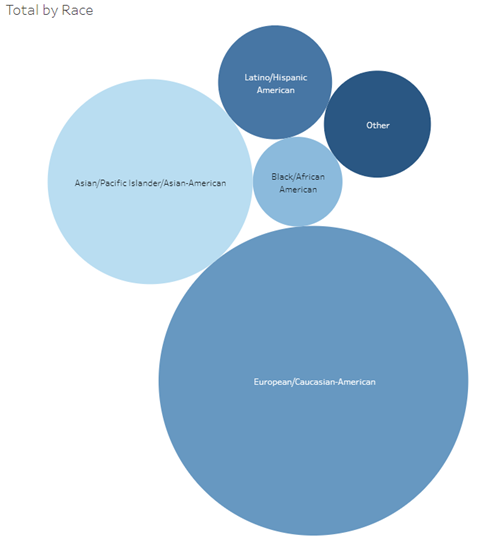 Total by Race
Latino/Hispanic
American
Other
Asian/Pacific Islander/Asian-American
Black/African
American
European/Caucasian-American